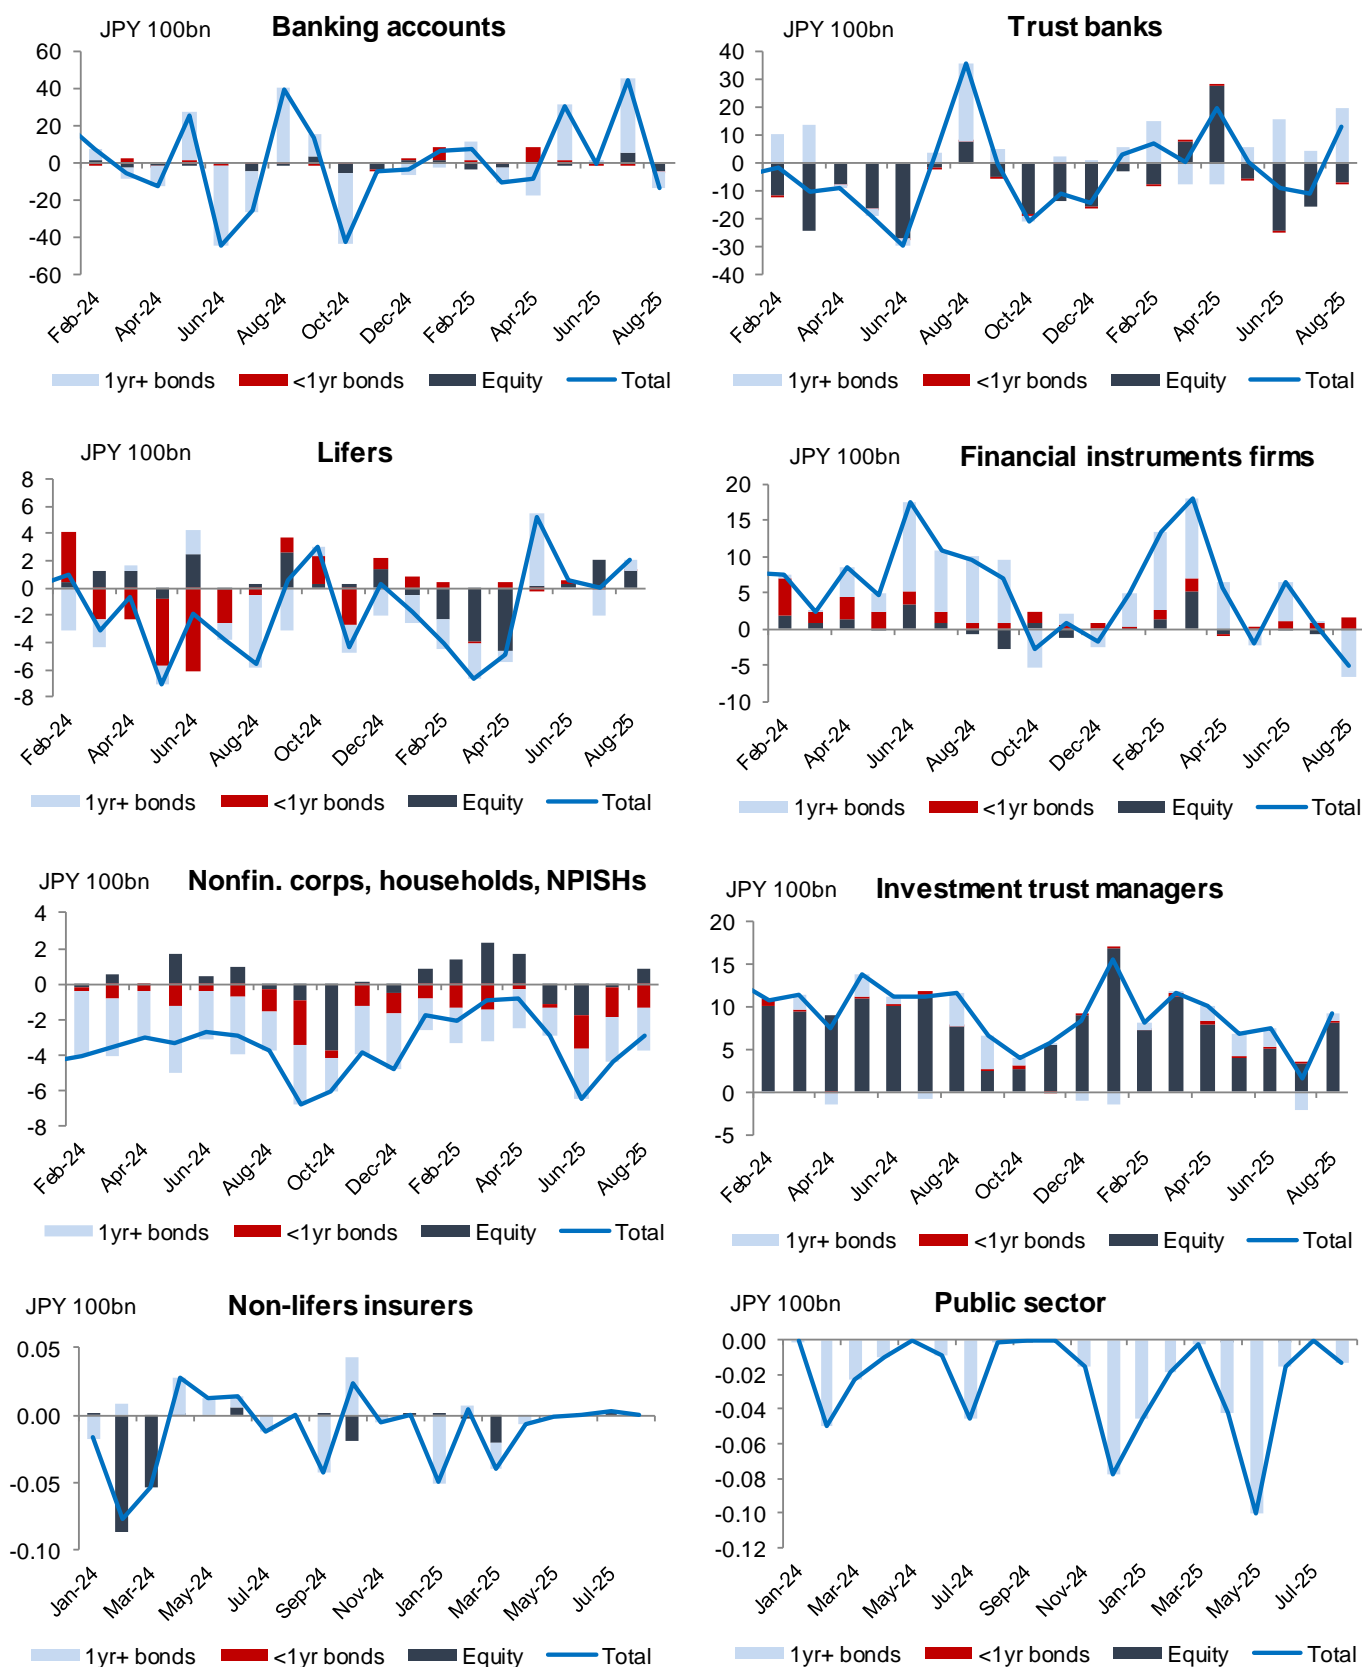 JPY 100bn Banking accounts
60
40
20
0
-20
-40
-60
Feb-24 Apr-24 Jun-24 Aug-24 Oct-24 Dec-24 Feb-25 Apr-25 Jun-25 Aug-25
1yr+ bonds <1yr bonds Equity Total
JPY 100bn Trust banks
40
30
20
10
0
-10
-20
-30
-40
Feb-24 Apr-24 Jun-24 Aug-24 Oct-24 Dec-24 Feb-25 Apr-25 Jun-25 Aug-25
1yr+ bonds <1yr bonds Equity Total
JPY 100bn Lifers
8
6
4
2
0
-2
-4
-6
-8
Feb-24 Apr-24 Jun-24 Aug-24 Oct-24 Dec-24 Feb-25 Apr-25 Jun-25 Aug-25
1yr+ bonds <1yr bonds Equity Total
JPY 100bn Financial instruments firms
20
15
10
5
0
-5
-10
Feb-24 Apr-24 Jun-24 Aug-24 Oct-24 Dec-24 Feb-25 Apr-25 Jun-25 Aug-25
1yr+ bonds <1yr bonds Equity Total
JPY 100bn Nonfin. corps, households, NPISHs
4
2
0
-2
-4
-6
-8
Feb-24 Apr-24 Jun-24 Aug-24 Oct-24 Dec-24 Feb-25 Apr-25 Jun-25 Aug-25
1yr+ bonds <1yr bonds Equity Total
JPY 100bn Investment trust managers
20
15
10
5
0
-5
Feb-24 Apr-24 Jun-24 Aug-24 Oct-24 Dec-24 Feb-25 Apr-25 Jun-25 Aug-25
1yr+ bonds <1yr bonds Equity Total
JPY 100bn Non-lifers insurers
0.05
0.00
-0.05
-0.10
Jan-24 Mar-24 May-24 Jul-24 Sep-24 Nov-24 Jan-25 Mar-25 May-25 Jul-25
1yr+ bonds <1yr bonds Equity Total
JPY 100bn Public sector
0.00
-0.02
-0.04
-0.06
-0.08
-0.10
-0.12
Jan-24 Mar-24 May-24 Jul-24 Sep-24 Nov-24 Jan-25 Mar-25 May-25 Jul-25
1yr+ bonds <1yr bonds Equity Total